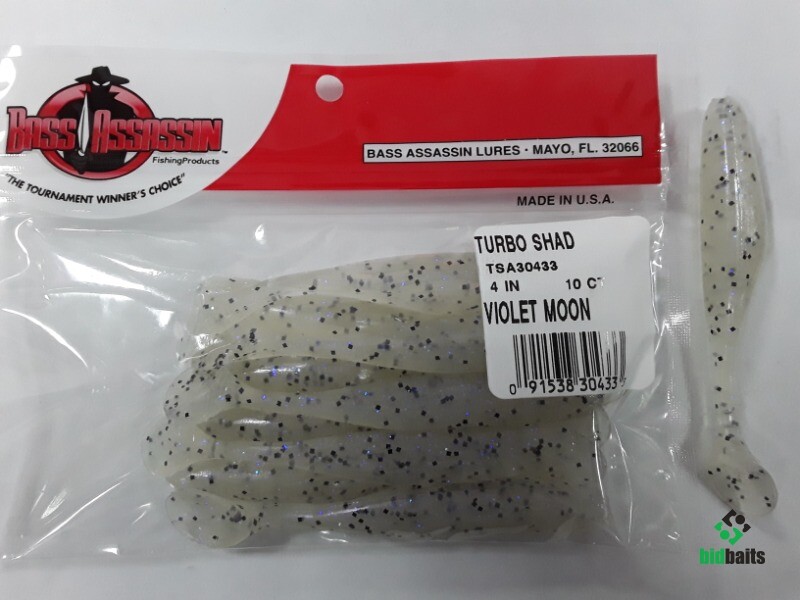 BASS ASSASSIN
FishingProducts
"THE TOURNAMENT WINNER'S CHOICE"
BASS ASSASSIN LURES - MAYO, FL. 32066
MADE IN U.S.A.
TURBO SHAD
TSA30433
4 IN 10 CT
VIOLET MOON
0 91538 30433
bidbaits